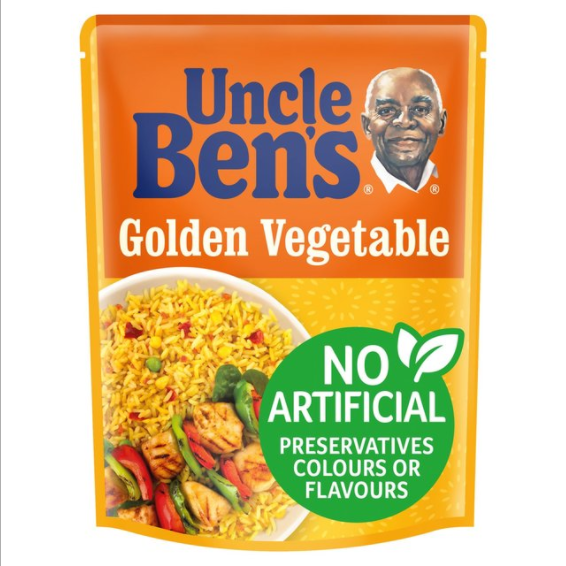 Uncle
Ben's
® ®
Golden Vegetable
NO
ARTIFICIAL
PRESERVATIVES
COLOURS OR
FLAVOURS